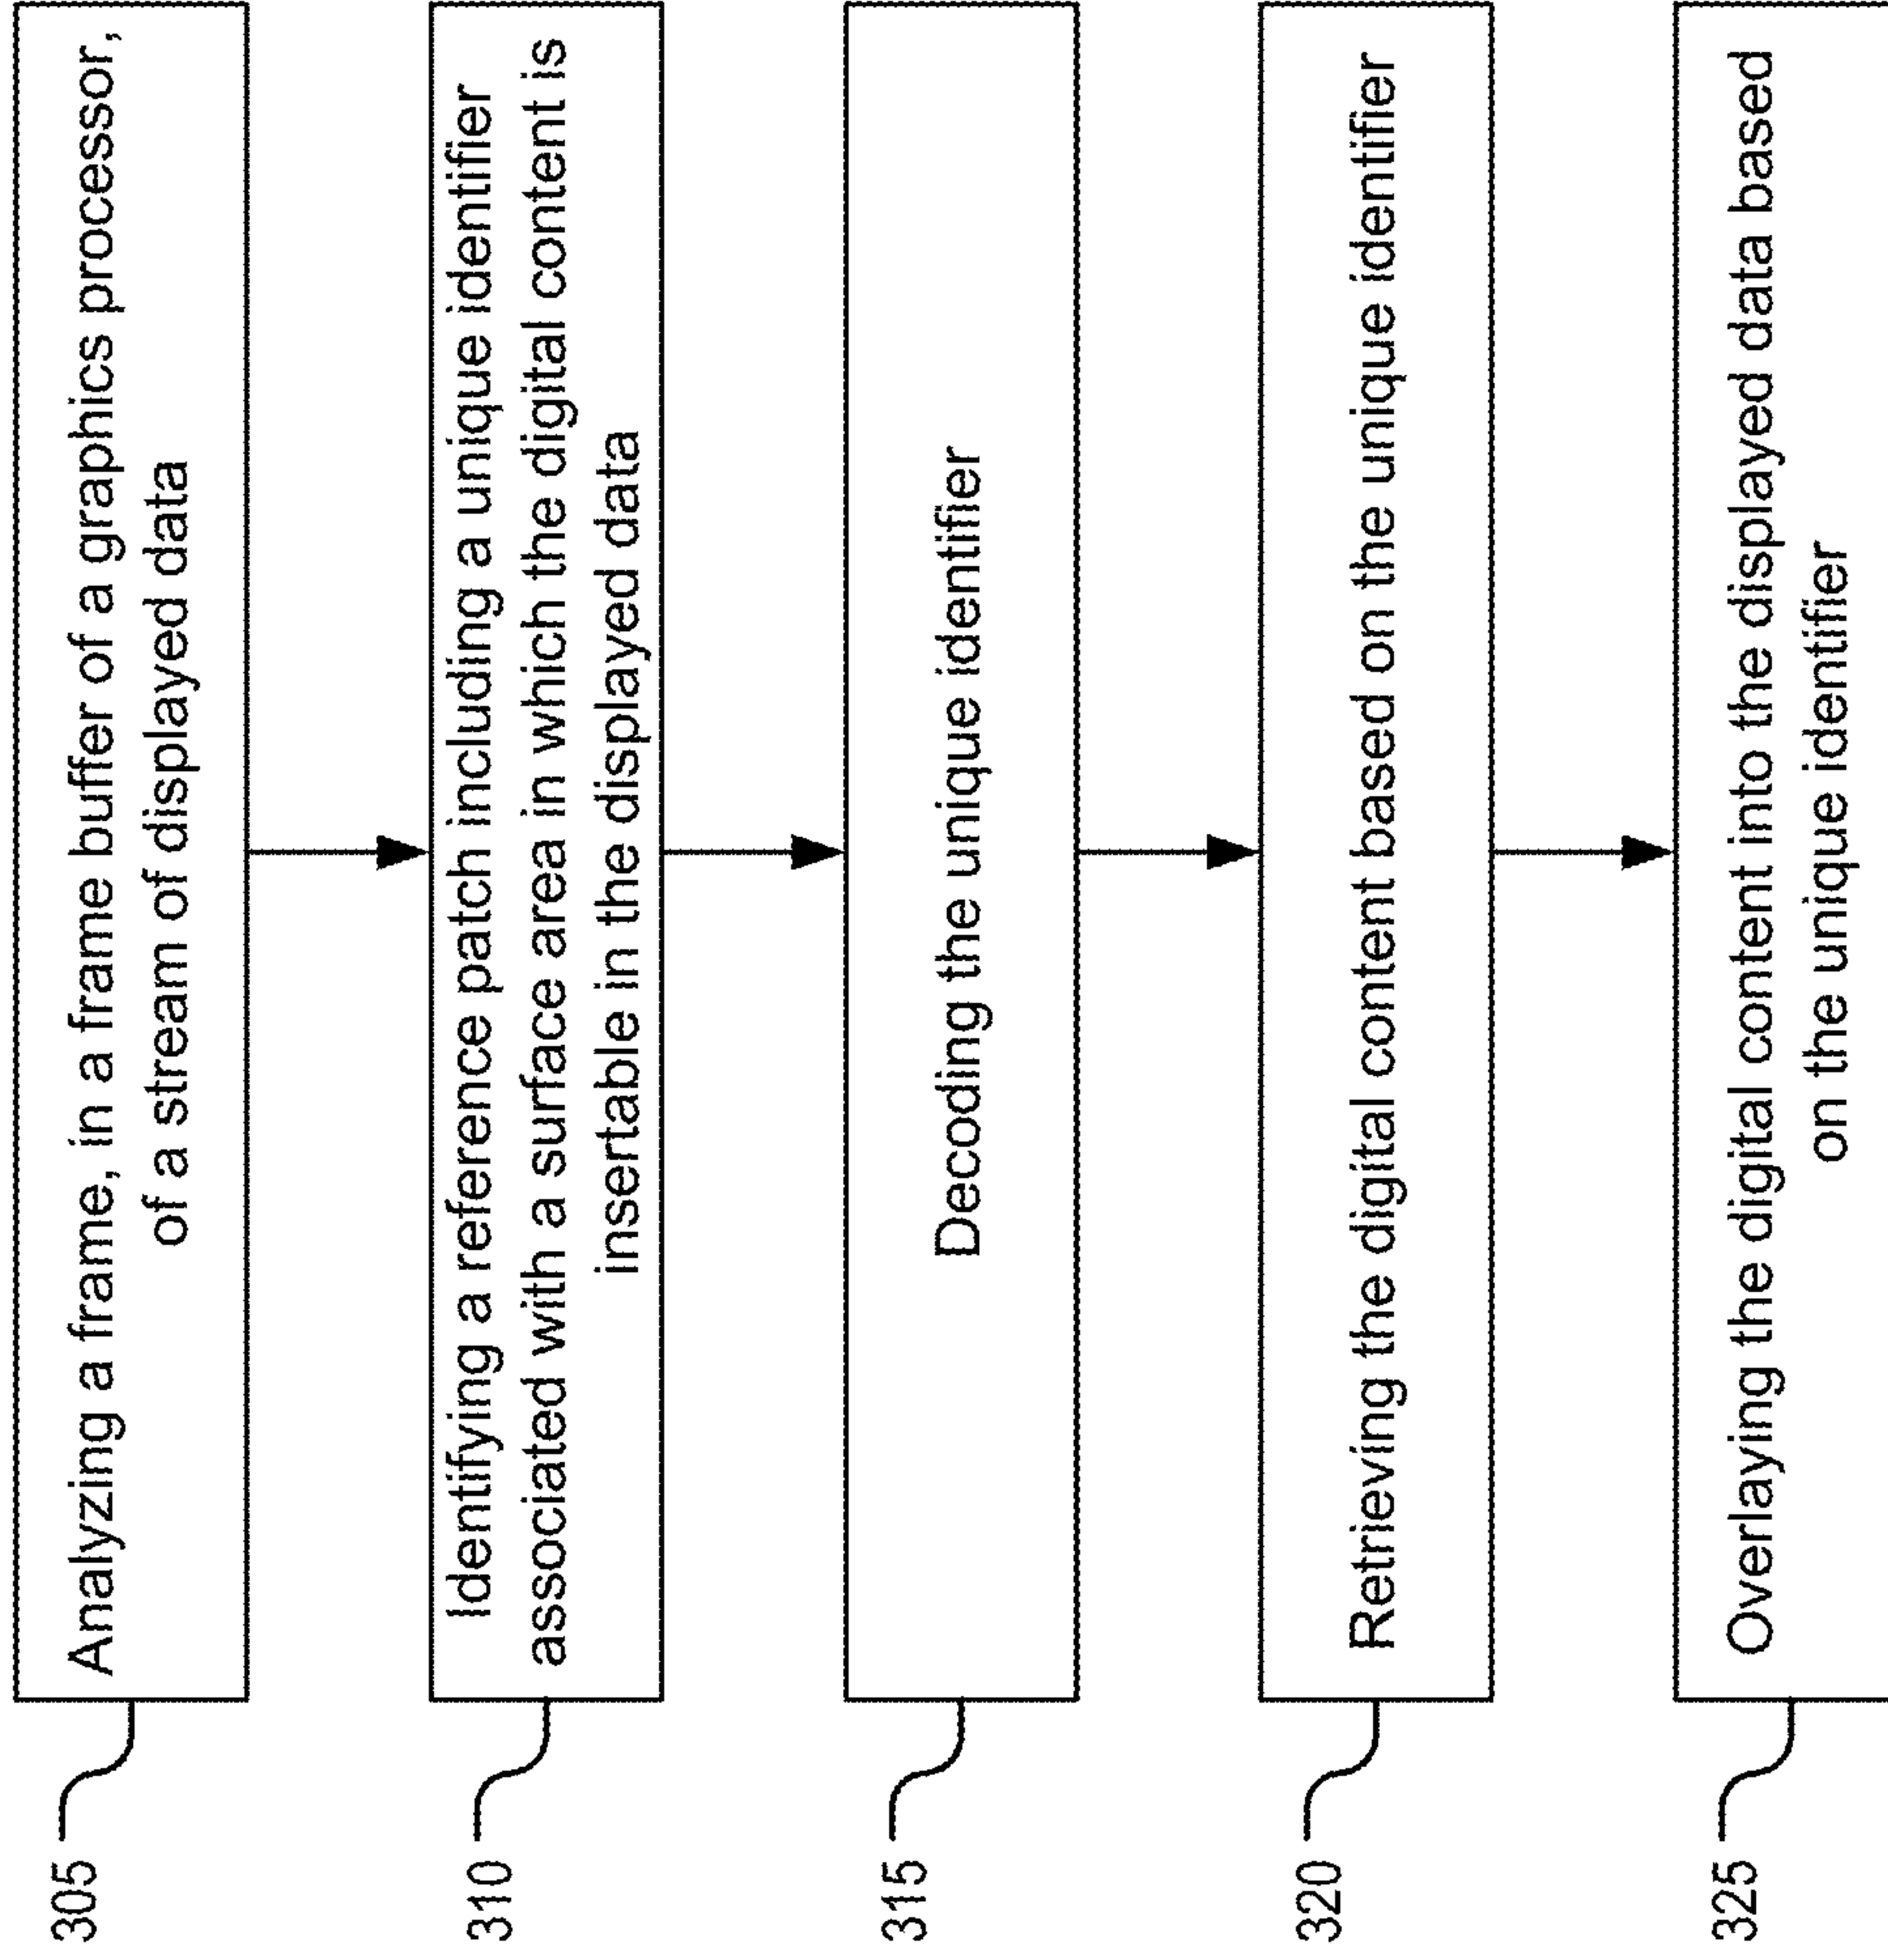 305
Analyzing a frame, in a frame buffer of a graphics processor,
of a stream of displayed data
310
Identifying a reference patch including a unique identifier
associated with a surface area in which the digital content is
insertable in the displayed data
315
Decoding the unique identifier
320
Retrieving the digital content based on the unique identifier
325
Overlaying the digital content into the displayed data based
on the unique identifier